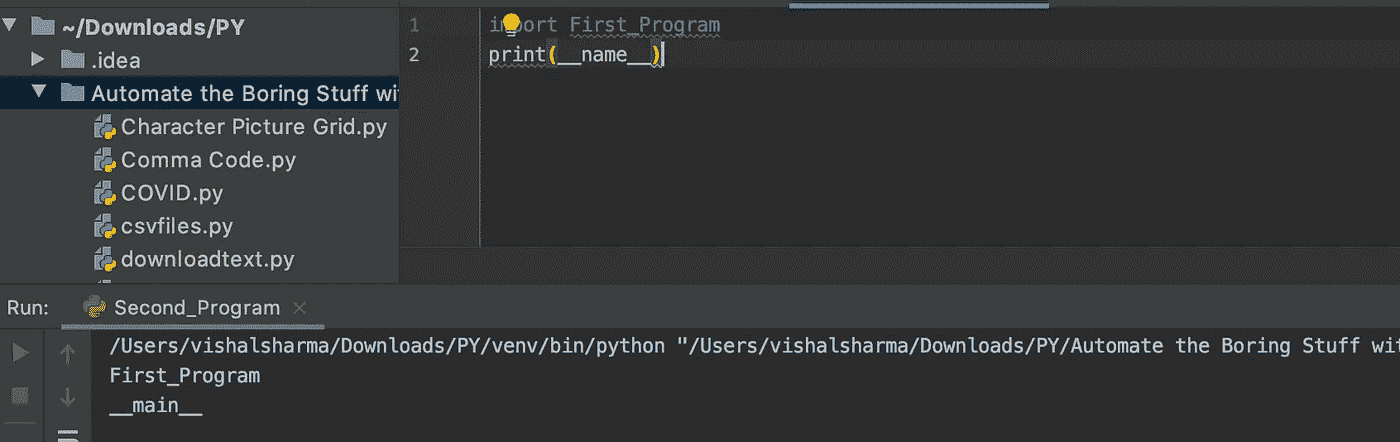 ~/Downloads/PY
.idea
Automate the Boring Stuff wi
Character Picture Grid.py
Comma Code.py
COVID.py
csvfiles.py
downloadtext.py
1 import First_Program
2 print(__name__)
Run: Second_Program
/Users/vishalsharma/Downloads/PY/venv/bin/python "/Users/vishalsharma/Downloads/PY/Automate the Boring Stuff wit
First_Program
__main__